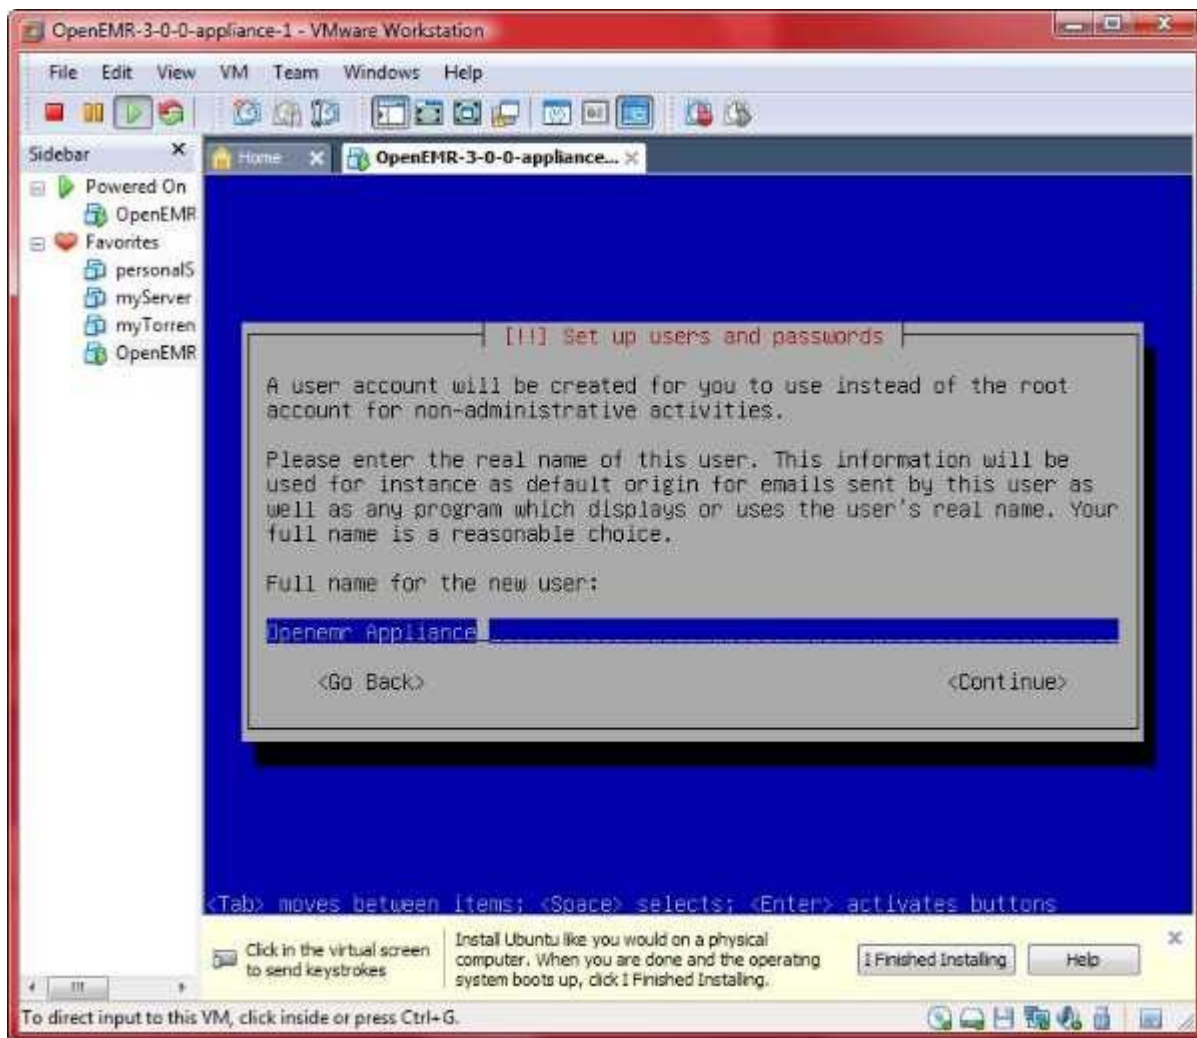 OpenEMR-3-0-0-appliance-1 - VMware Workstation
File Edit View VM Team Windows Help
Sidebar
Home
OpenEMR-3-0-0-appliance...
Powered On
OpenEMR
Favorites
personalS
myServer
myTorren
OpenEMR
[!!] Set up users and passwords
A user account will be created for you to use instead of the root
account for non-administrative activities.
Please enter the real name of this user. This information will be
used for instance as default origin for emails sent by this user as
well as any program which displays or uses the user's real name. Your
full name is a reasonable choice.
Full name for the new user:
Openemr Appliance
<Go Back> <Continue>
<Tab> moves between items; <Space> selects; <Enter> activates buttons
Click in the virtual screen
to send keystrokes
Install Ubuntu like you would on a physical
computer. When you are done and the operating
system boots up, click I Finished Installing.
I Finished Installing
Help
To direct input to this VM, click inside or press Ctrl+G.